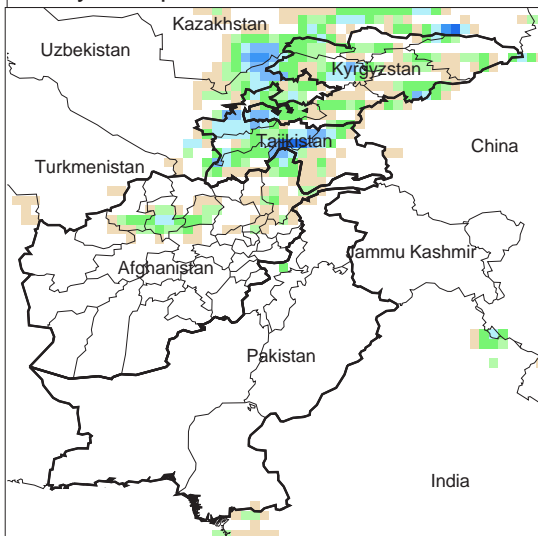 Kazakhstan
Uzbekistan
Kyrgyzstan
Tajikistan
China
Turkmenistan
Jammu Kashmir
Afghanistan
Pakistan
India